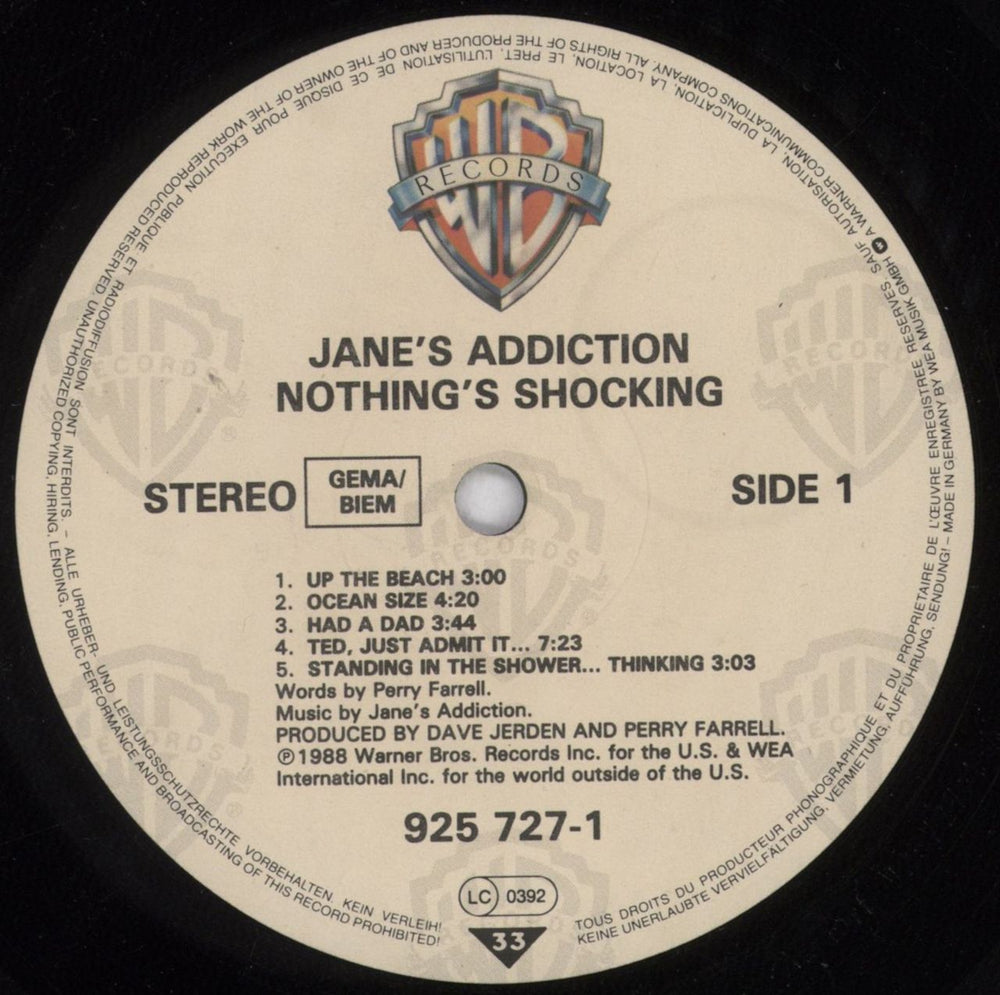 WB
RECORDS
JANE'S ADDICTION
NOTHING'S SHOCKING
STEREO
GEMA/
BIEM
SIDE 1
1. UP THE BEACH 3:00
2. OCEAN SIZE 4:20
3. HAD A DAD 3:44
4. TED, JUST ADMIT IT... 7:23
5. STANDING IN THE SHOWER... THINKING 3:03
Words by Perry Farrell.
Music by Jane's Addiction.
PRODUCED BY DAVE JERDEN AND PERRY FARRELL.
℗1988 Warner Bros. Records Inc. for the U.S. & WEA
International Inc. for the world outside of the U.S.
925 727-1
LC 0392
33
TOUS DROITS DU PRODUCTEUR PHONOGRAPHIQUE ET DU PROPRIETAIRE DE L'ŒUVRE ENREGISTREE RESERVES SAUF AUTORISATION, LA DUPLICATION, LA LOCATION, LE PRET, L'UTILISATION DE CE DISQUE POUR EXECUTION PUBLIQUE ET RADIODIFFUSION SONT INTERDITS. – ALLE URHEBER- UND LEISTUNGSSCHUTZRECHTE VORBEHALTEN. KEIN VERLEIH!
KEINE UNERLAUBTE VERVIELFÄLTIGUNG, VERMIETUNG, AUFFÜHRUNG, SENDUNG! – MADE IN GERMANY BY WEA MUSIK GMBH A WARNER COMMUNICATIONS COMPANY. ALL RIGHTS OF THE PRODUCER AND OF THE OWNER OF THE WORK REPRODUCED RESERVED UNAUTHORIZED COPYING, HIRING, LENDING, PUBLIC PERFORMANCE AND BROADCASTING OF THIS RECORD PROHIBITED!